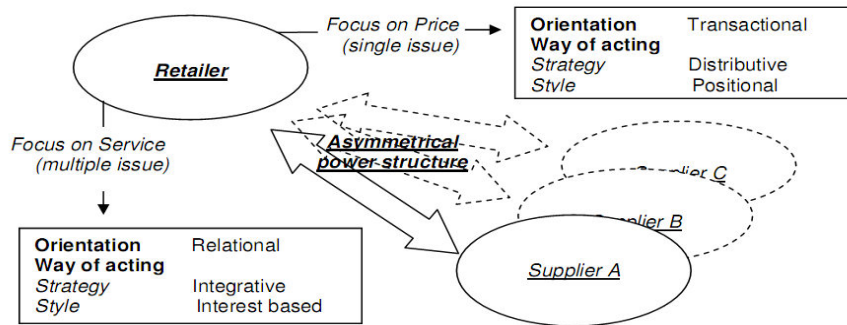 Focus on Price
(single issue)
Orientation Transactional
Way of acting
Strategy Distributive
Style Positional
Retailer
Focus on Service
(multiple issue)
Asymmetrical
power structure
Supplier C
Supplier B
Supplier A
Orientation Relational
Way of acting
Strategy Integrative
Style Interest based